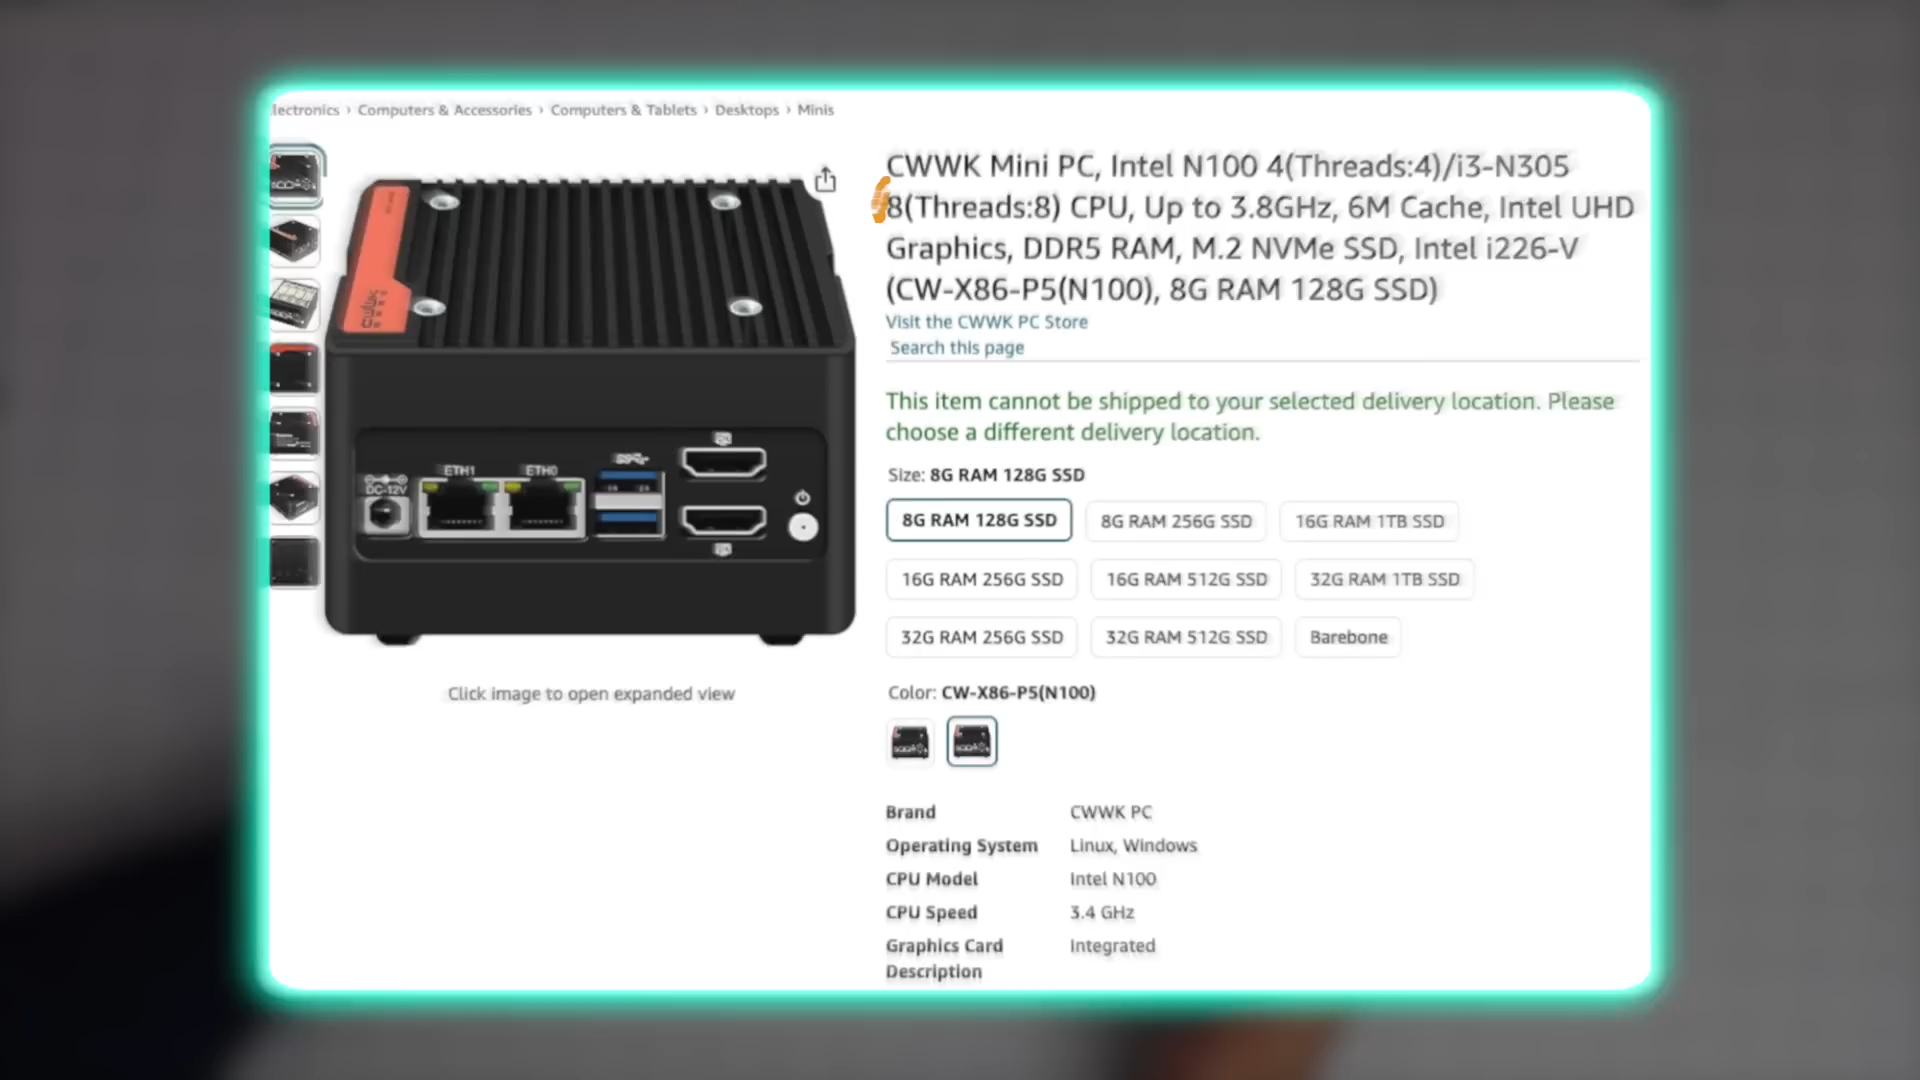 lectronics › Computers & Accessories › Computers & Tablets › Desktops › Minis
CWWK Mini PC, Intel N100 4(Threads:4)/i3-N305
8(Threads:8) CPU, Up to 3.8GHz, 6M Cache, Intel UHD
Graphics, DDR5 RAM, M.2 NVMe SSD, Intel i226-V
(CW-X86-P5(N100), 8G RAM 128G SSD)
Visit the CWWK PC Store
Search this page
This item cannot be shipped to your selected delivery location. Please
choose a different delivery location.
Size: 8G RAM 128G SSD
8G RAM 128G SSD 8G RAM 256G SSD 16G RAM 1TB SSD
16G RAM 256G SSD 16G RAM 512G SSD 32G RAM 1TB SSD
32G RAM 256G SSD 32G RAM 512G SSD Barebone
Color: CW-X86-P5(N100)
Brand CWWK PC
Operating System Linux, Windows
CPU Model Intel N100
CPU Speed 3.4 GHz
Graphics Card Integrated
Description
CWWK
DC-12V
ETH1
ETH0
Click image to open expanded view